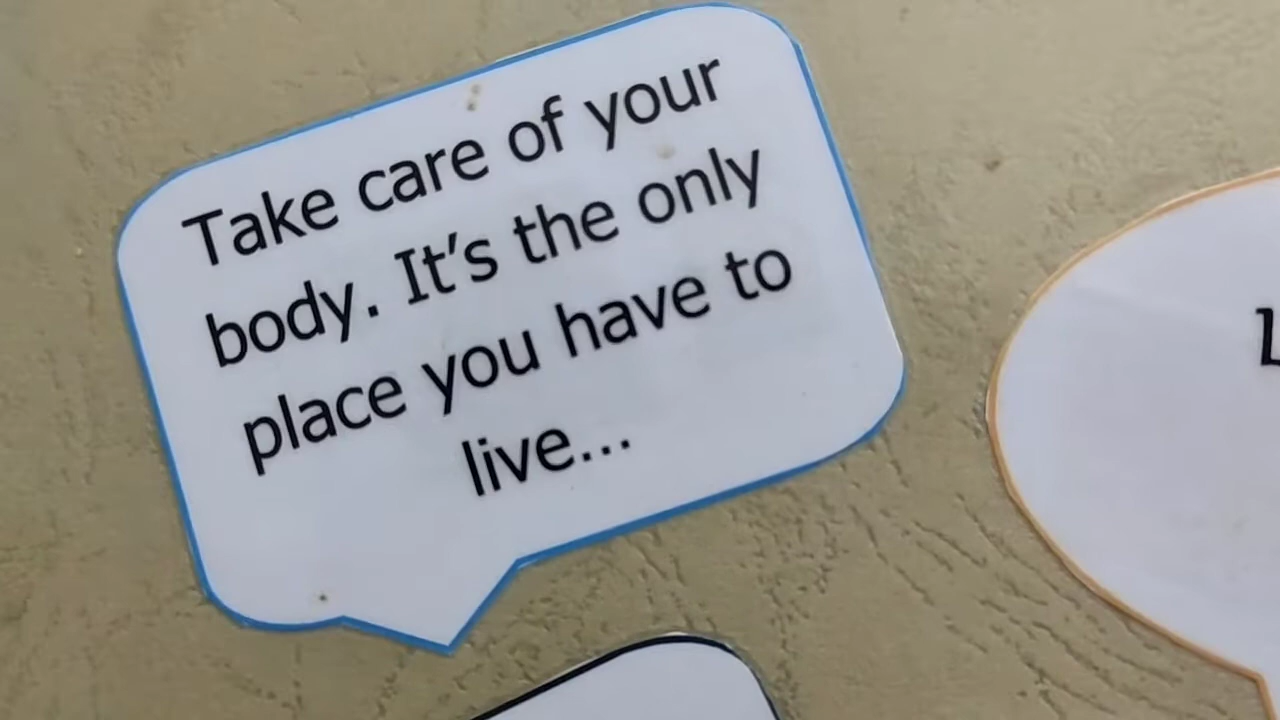 Take care of your
body. It's the only
place you have to
live...